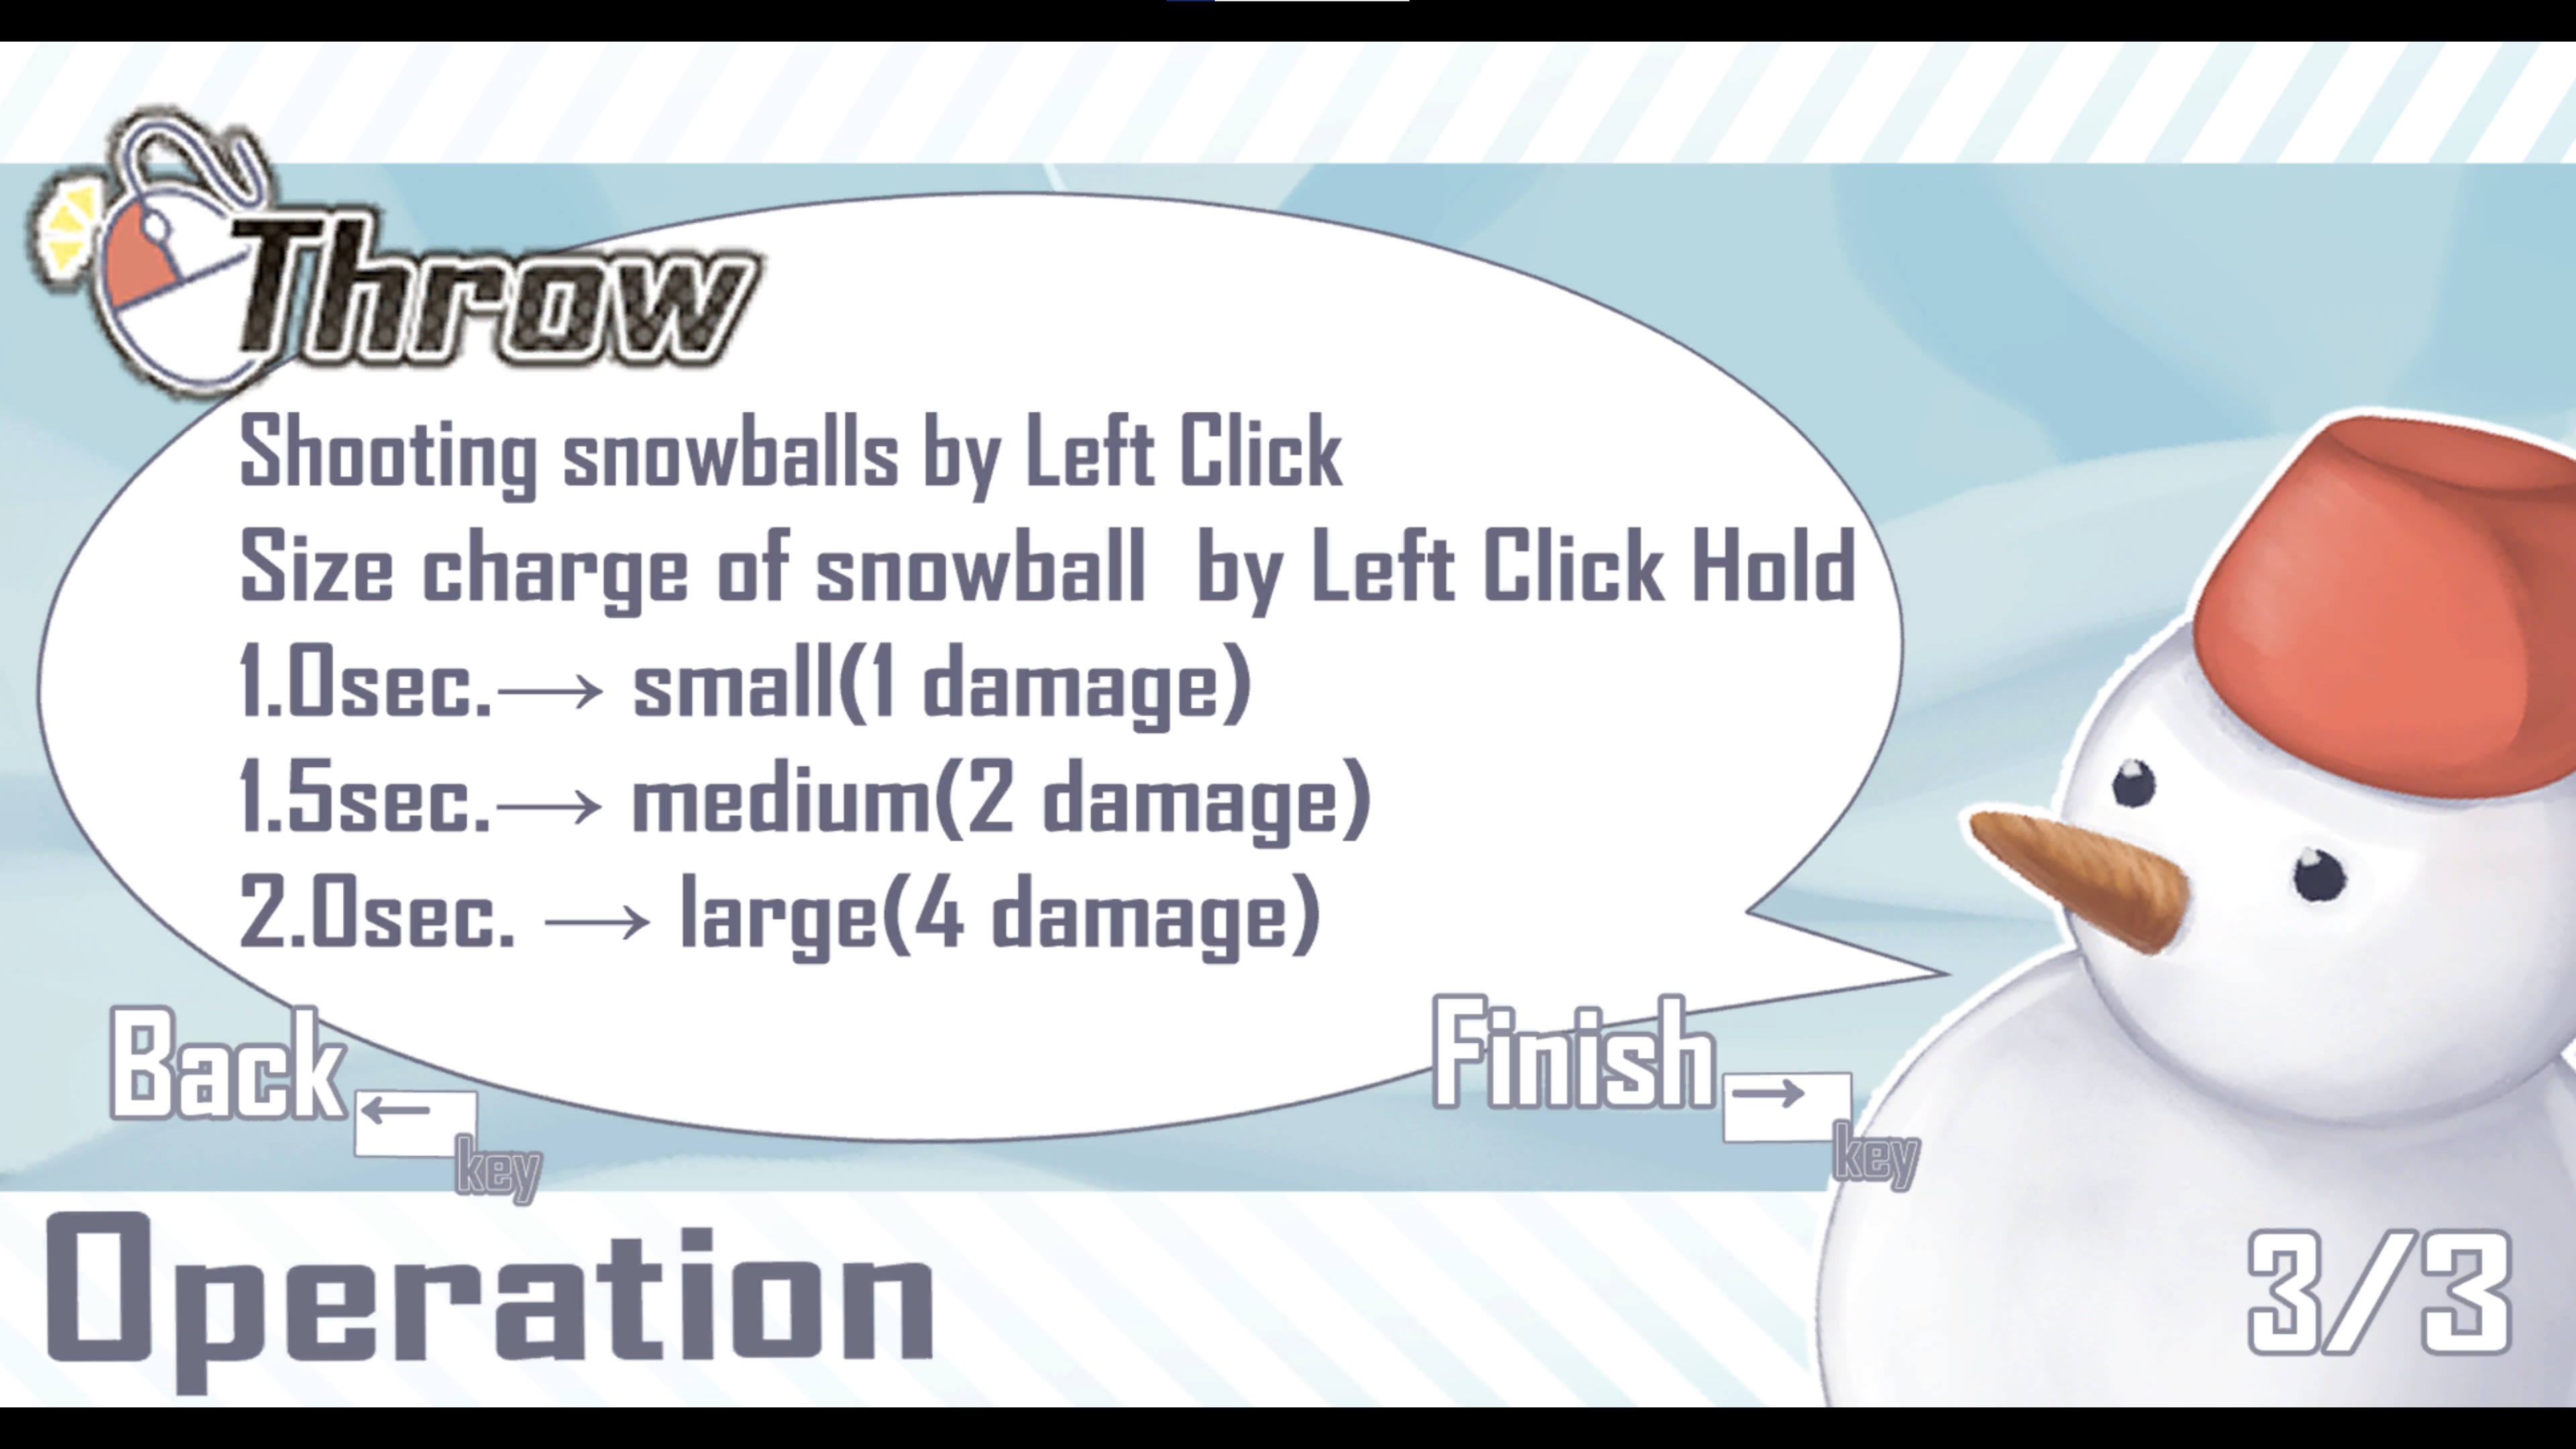 Throw
Shooting snowballs by Left Click
Size charge of snowball by Left Click Hold
1.0sec.→ small(1 damage)
1.5sec.→ medium(2 damage)
2.0sec. → large(4 damage)
Back ← key
Finish → key
Operation
3/3